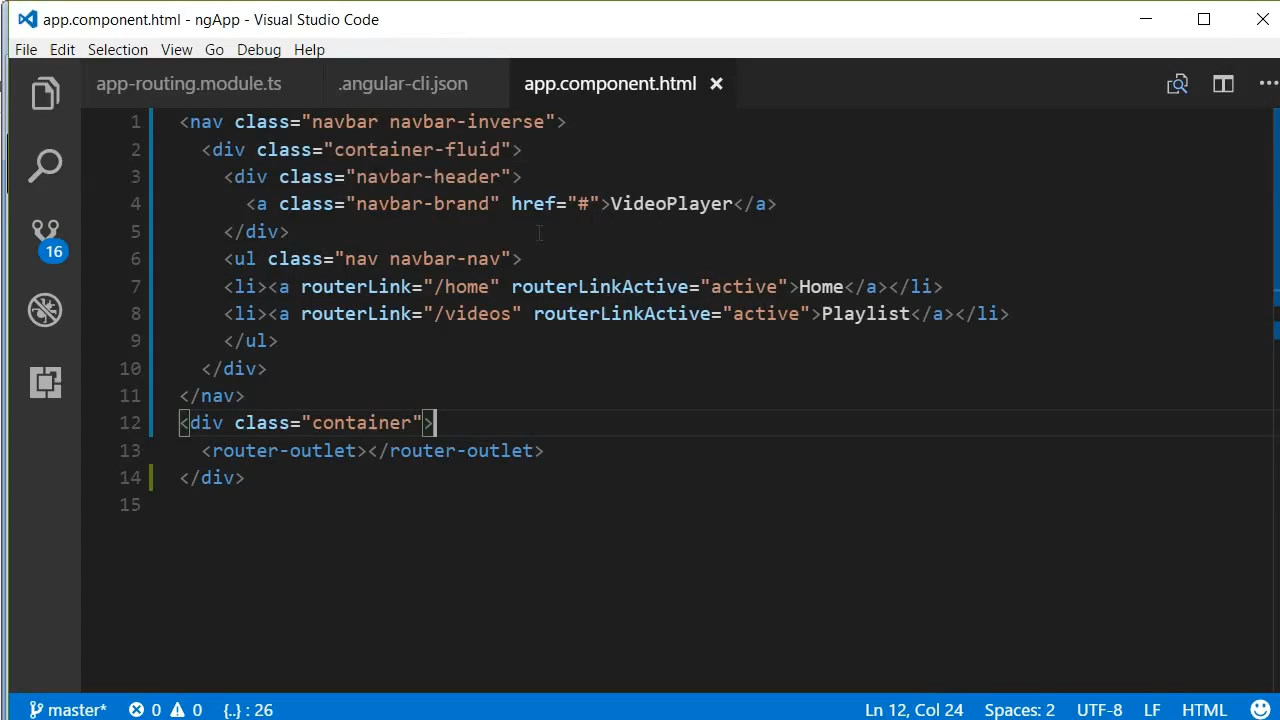 app.component.html - ngApp - Visual Studio Code
File Edit Selection View Go Debug Help
app-routing.module.ts .angular-cli.json app.component.html
1 <nav class="navbar navbar-inverse">
2 <div class="container-fluid">
3 <div class="navbar-header">
4 <a class="navbar-brand" href="#">VideoPlayer</a>
5 </div>
6 <ul class="nav navbar-nav">
7 <li><a routerLink="/home" routerLinkActive="active">Home</a></li>
8 <li><a routerLink="/videos" routerLinkActive="active">Playlist</a></li>
9 </ul>
10 </div>
11 </nav>
12 <div class="container">
13 <router-outlet></router-outlet>
14 </div>
15
16
master* 0 0 {..} : 26 Ln 12, Col 24 Spaces: 2 UTF-8 LF HTML